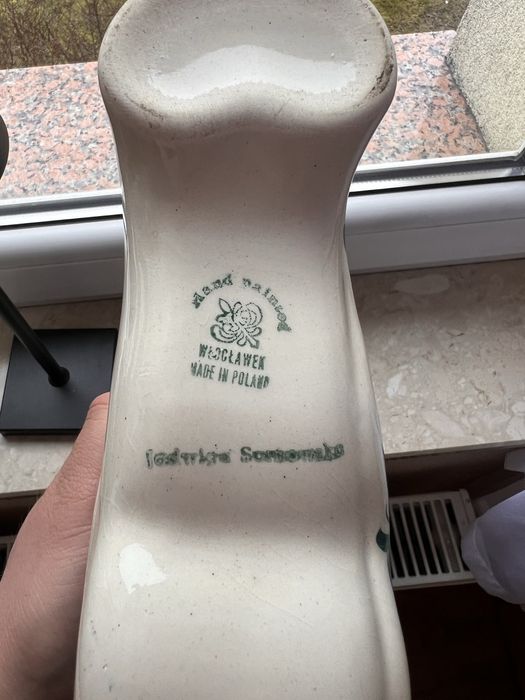 Hand painted
WŁOCŁAWEK
MADE IN POLAND
Jadwiga